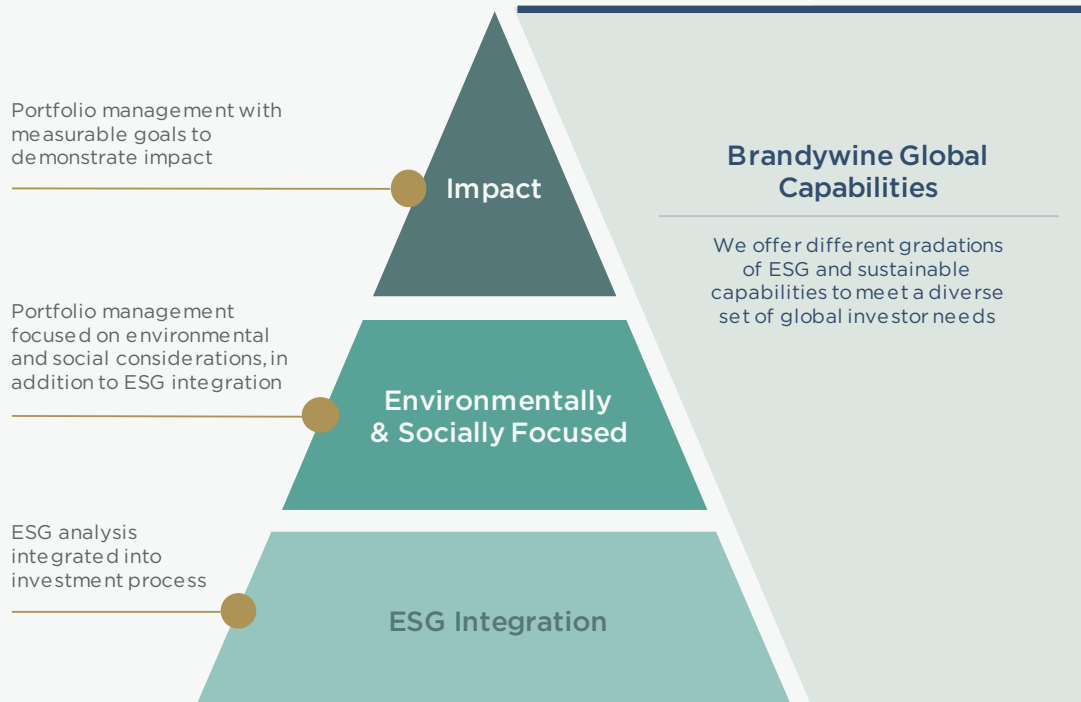 Portfolio management with
measurable goals to
demonstrate impact
Impact
Brandywine Global
Capabilities
We offer different gradations
of ESG and sustainable
capabilities to meet a diverse
set of global investor needs
Portfolio management
focused on environmental
and social considerations, in
addition to ESG integration
Environmentally
& Socially Focused
ESG analysis
integrated into
investment process
ESG Integration